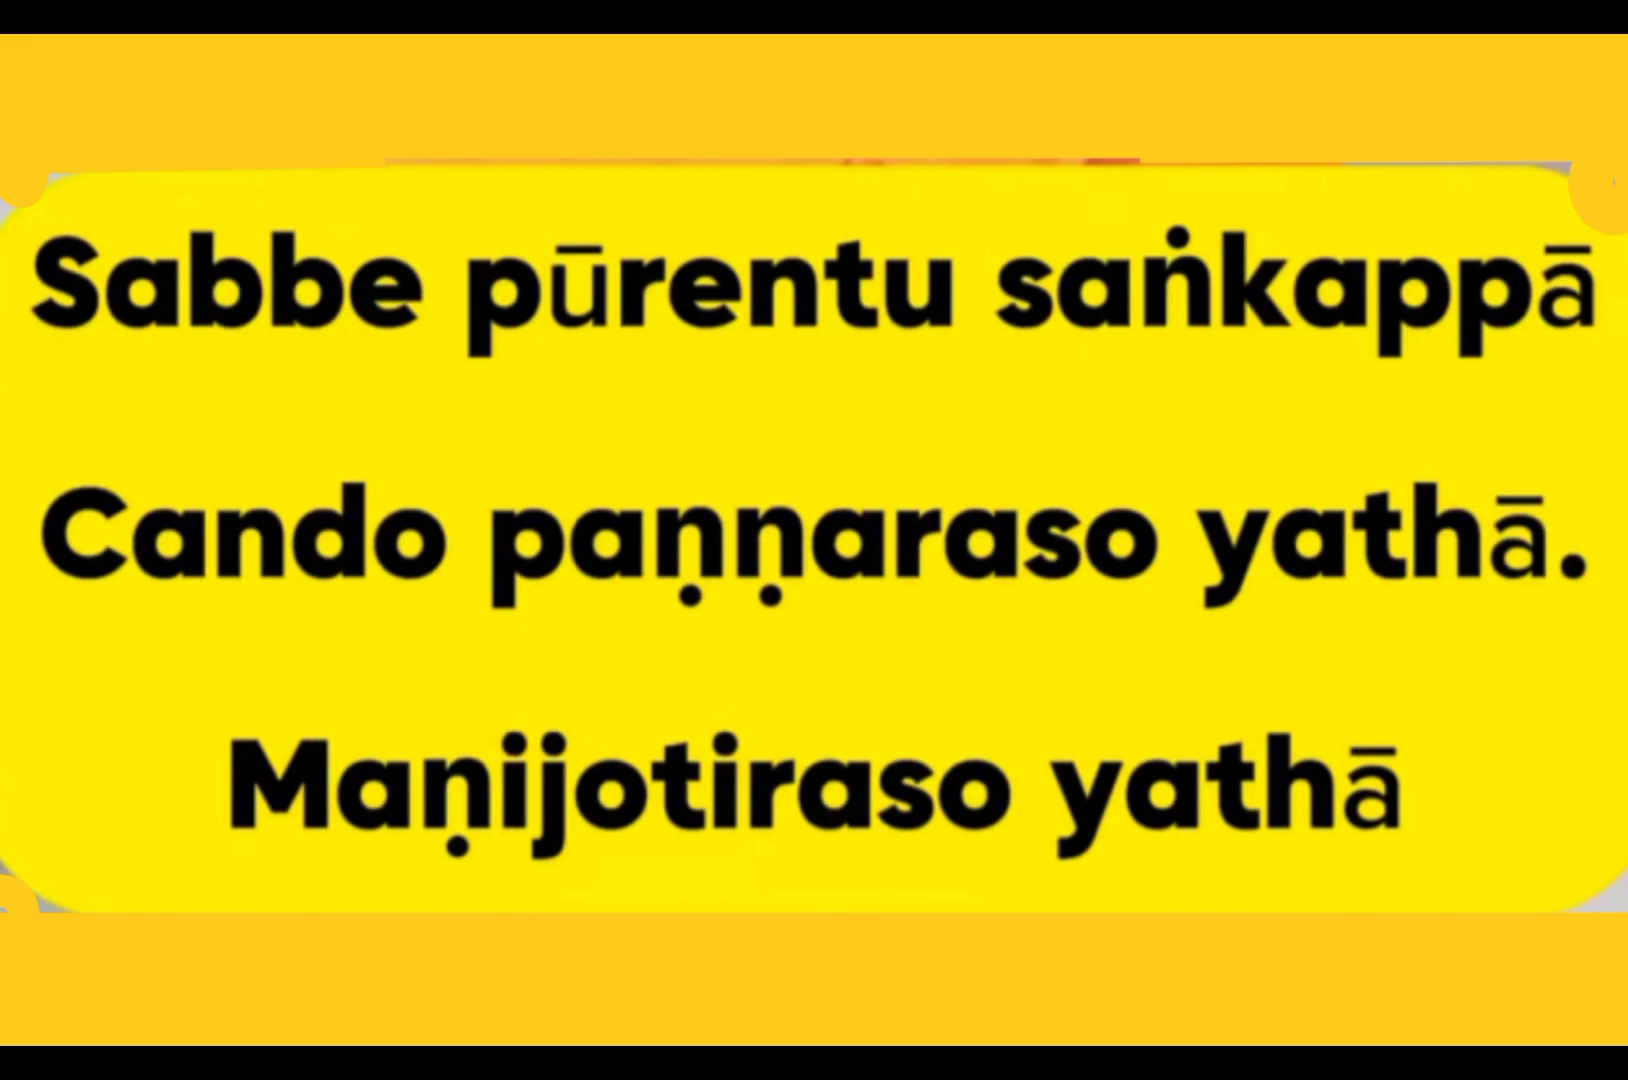 Sabbe pūrentu saṅkappā
Cando paṇṇaraso yathā.
Maṇijotiraso yathā